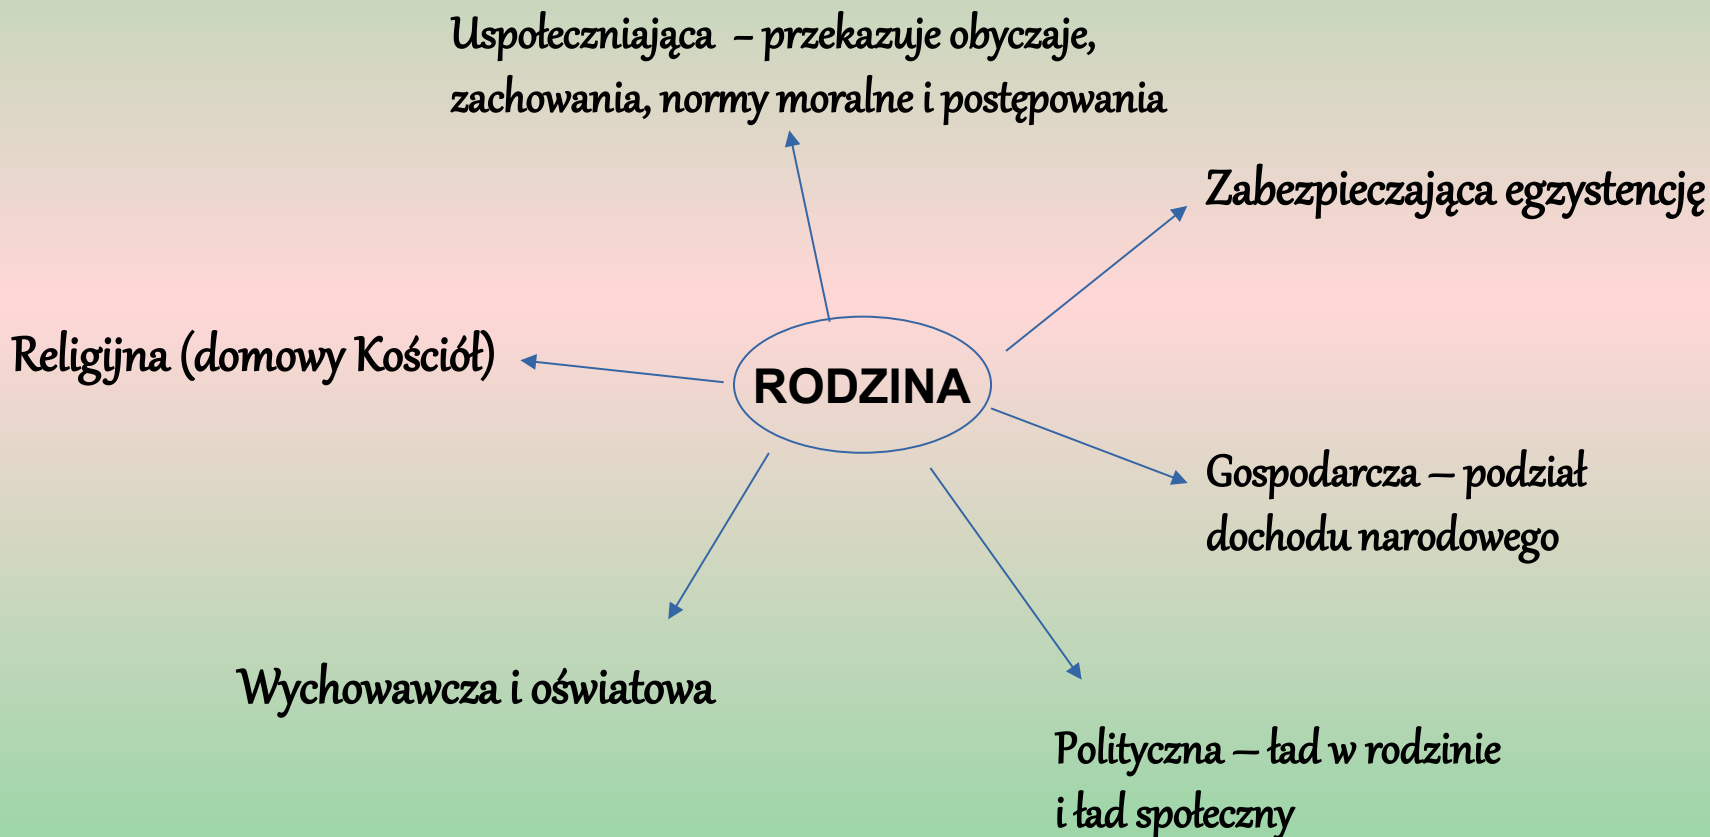 Uspołeczniająca – przekazuje obyczaje,
zachowania, normy moralne i postępowania
Zabezpieczająca egzystencję
Religijna (domowy Kościół)
RODZINA
Gospodarcza – podział
dochodu narodowego
Wychowawcza i oświatowa
Polityczna – ład w rodzinie
i ład społeczny